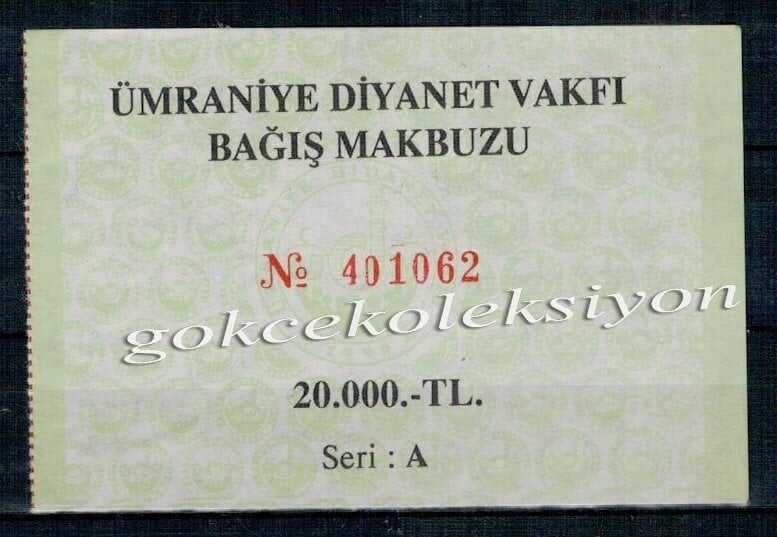 ÜMRANİYE DİYANET VAKFI
BAĞIŞ MAKBUZU
№ 401062
gokcekoleksiyon
20.000.-TL.
Seri : A